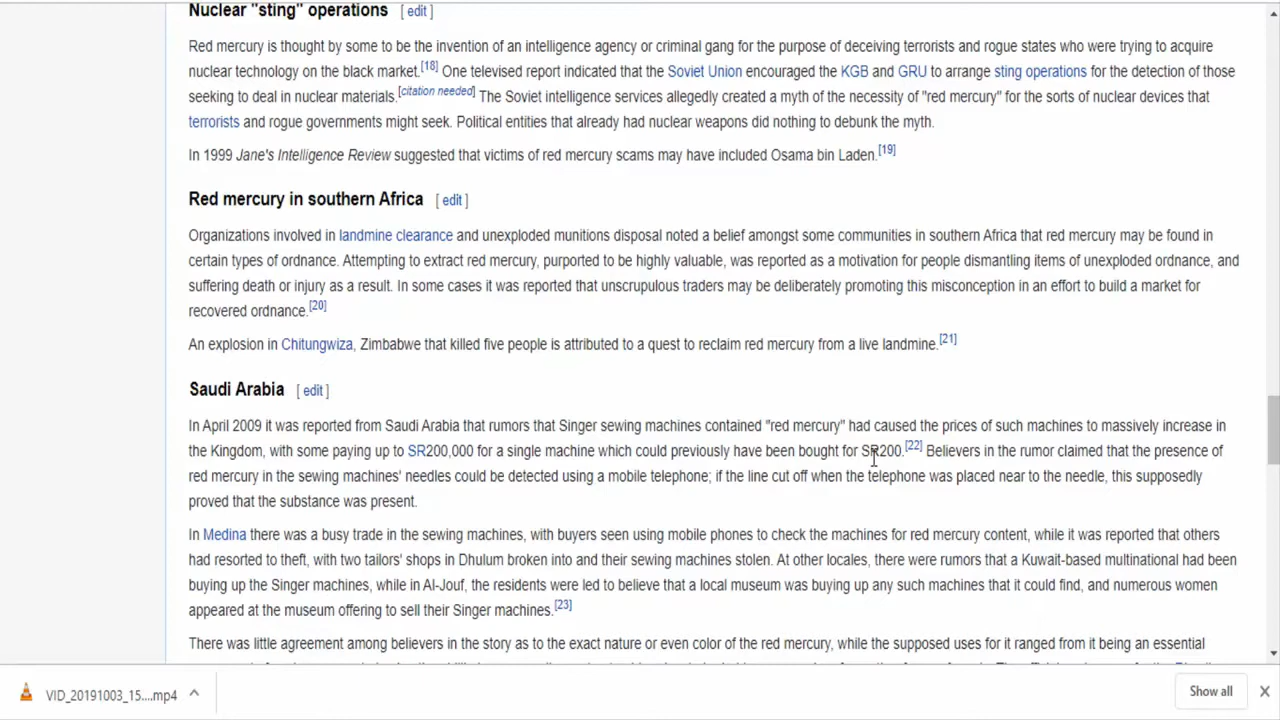 Nuclear "sting" operations [ edit ]
Red mercury is thought by some to be the invention of an intelligence agency or criminal gang for the purpose of deceiving terrorists and rogue states who were trying to acquire
nuclear technology on the black market.[18] One televised report indicated that the Soviet Union encouraged the KGB and GRU to arrange sting operations for the detection of those
seeking to deal in nuclear materials.[citation needed] The Soviet intelligence services allegedly created a myth of the necessity of "red mercury" for the sorts of nuclear devices that
terrorists and rogue governments might seek. Political entities that already had nuclear weapons did nothing to debunk the myth.
In 1999 Jane's Intelligence Review suggested that victims of red mercury scams may have included Osama bin Laden.[19]
Red mercury in southern Africa [ edit ]
Organizations involved in landmine clearance and unexploded munitions disposal noted a belief amongst some communities in southern Africa that red mercury may be found in
certain types of ordnance. Attempting to extract red mercury, purported to be highly valuable, was reported as a motivation for people dismantling items of unexploded ordnance, and
suffering death or injury as a result. In some cases it was reported that unscrupulous traders may be deliberately promoting this misconception in an effort to build a market for
recovered ordnance.[20]
An explosion in Chitungwiza, Zimbabwe that killed five people is attributed to a quest to reclaim red mercury from a live landmine.[21]
Saudi Arabia [ edit ]
In April 2009 it was reported from Saudi Arabia that rumors that Singer sewing machines contained "red mercury" had caused the prices of such machines to massively increase in
the Kingdom, with some paying up to SR200,000 for a single machine which could previously have been bought for SR200.[22] Believers in the rumor claimed that the presence of
red mercury in the sewing machines' needles could be detected using a mobile telephone; if the line cut off when the telephone was placed near to the needle, this supposedly
proved that the substance was present.
In Medina there was a busy trade in the sewing machines, with buyers seen using mobile phones to check the machines for red mercury content, while it was reported that others
had resorted to theft, with two tailors' shops in Dhulum broken into and their sewing machines stolen. At other locales, there were rumors that a Kuwait-based multinational had been
buying up the Singer machines, while in Al-Jouf, the residents were led to believe that a local museum was buying up any such machines that it could find, and numerous women
appeared at the museum offering to sell their Singer machines.[23]
There was little agreement among believers in the story as to the exact nature or even color of the red mercury, while the supposed uses for it ranged from it being an essential
VID_20191003_15....mp4
Show all